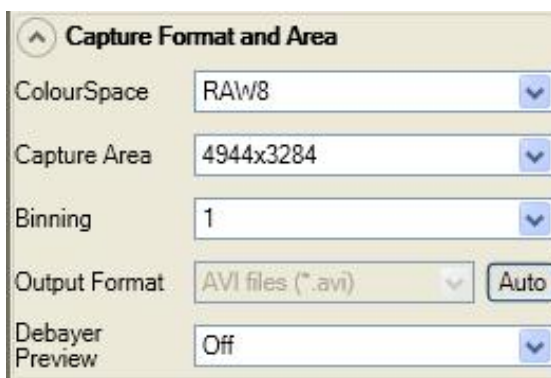 Capture Format and Area
ColourSpace RAW8
Capture Area 4944x3284
Binning 1
Output Format AVI files (*.avi) Auto
Debayer
Preview Off